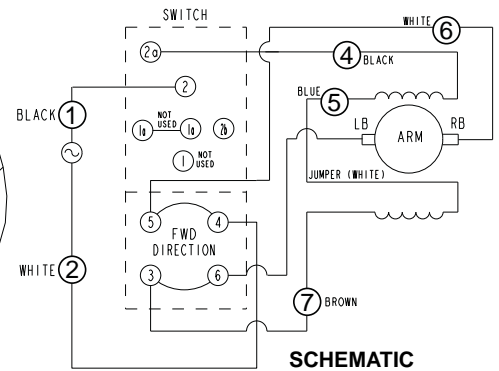 SWITCH
WHITE 6
2a
4 BLACK
2
BLACK 1
BLUE 5
1a NOT USED 1a 2b
LB ARM RB
1 NOT USED
JUMPER (WHITE)
5 4
FWD DIRECTION
WHITE 2
3 6
7 BROWN
SCHEMATIC